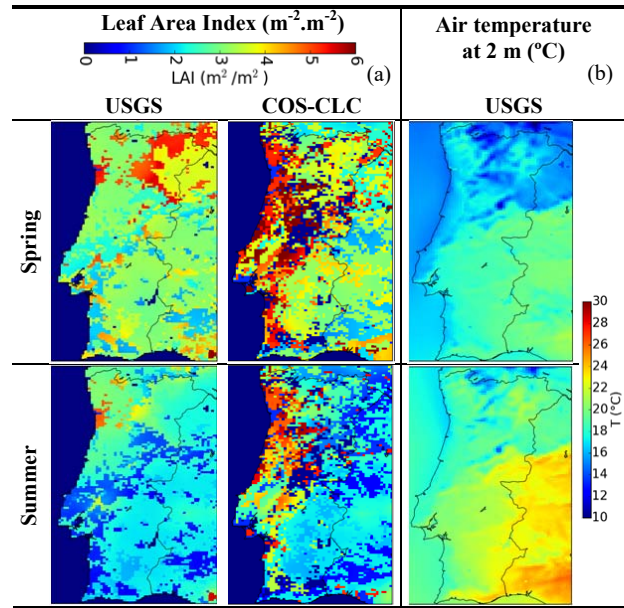 Leaf Area Index (m⁻².m⁻²)
0 1 2 3 4 5 6
LAI (m²/m²)
(a)
Air temperature
at 2 m (ºC)
(b)
USGS COS-CLC USGS
Spring
Summer
30
28
26
24
22
20
18
16
14
12
10
T (°C)